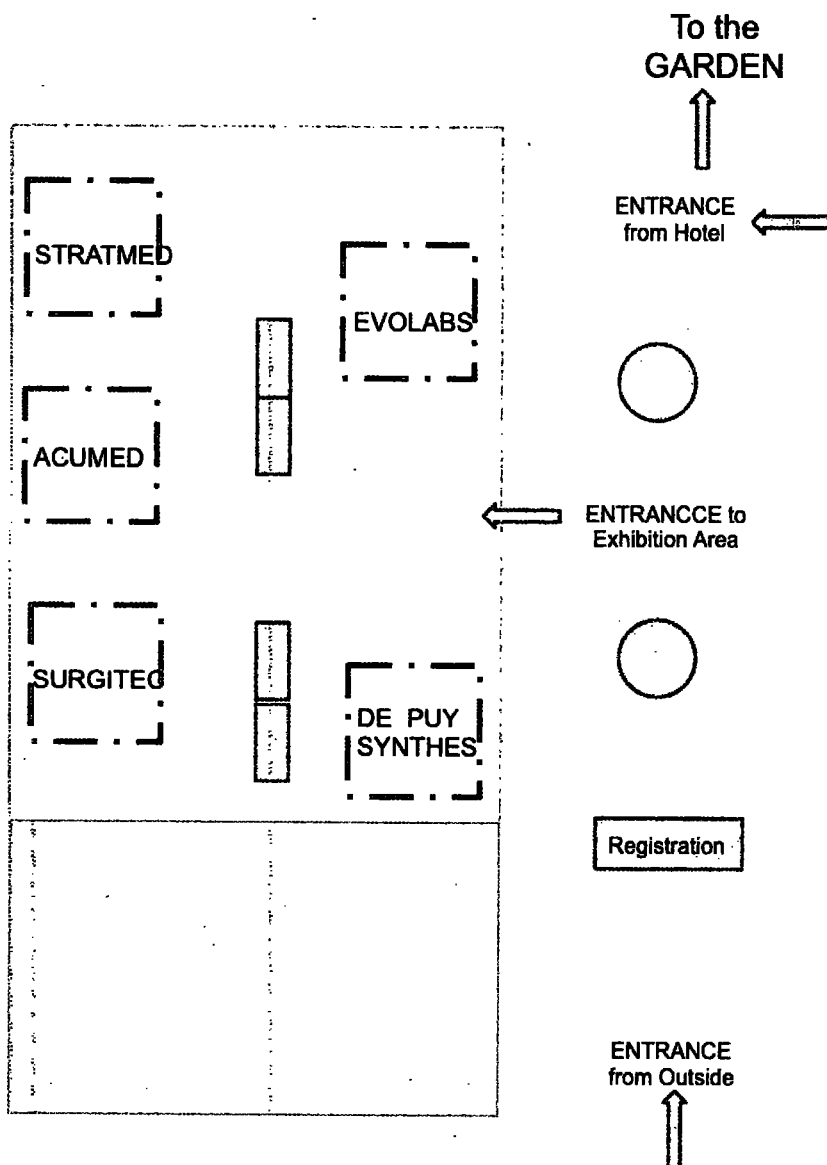 To the
GARDEN
ENTRANCE
from Hotel
STRATMED
EVOLABS
ACUMED
ENTRANCCE to
Exhibition Area
SURGITEC
DE PUY
SYNTHES
Registration
ENTRANCE
from Outside